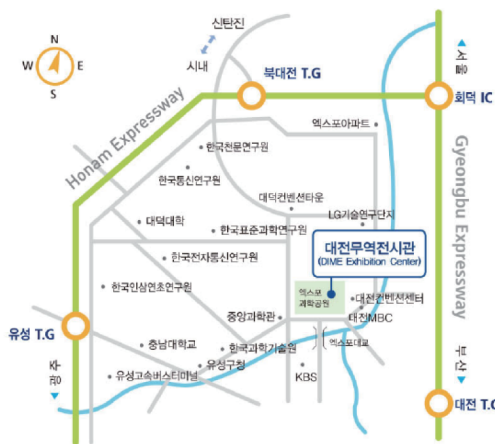 신탄진
N
W E
S
시내
북대전 T.G
서울
회덕 IC
엑스포아파트
Honam Expressway
한국천문연구원
한국통신연구원
대덕컨벤션타운
대덕대학
LG기술연구단지
한국표준과학연구원
Gyeongbu Expressway
대전무역전시관
(DIME Exhibition Center)
한국전자통신연구원
한국인삼연초연구원
엑스포
과학공원
대전컨벤션센터
중앙과학관
대전MBC
유성 T.G
엑스포대교
충남대학교
한국과학기술원
유성구청
KBS
부산
유성고속버스터미널
대전 T.G